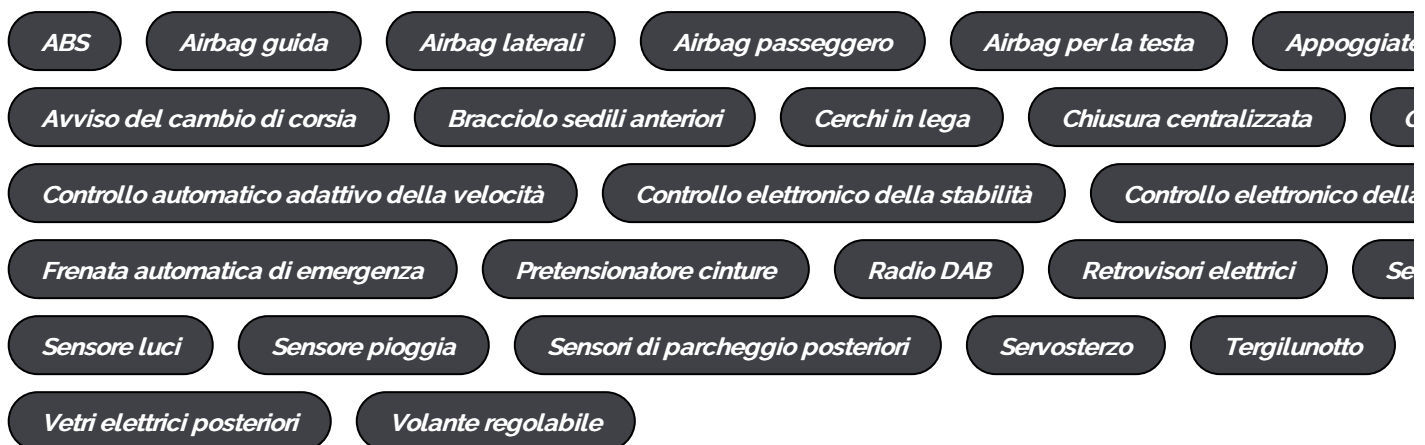 ABS Airbag guida Airbag laterali Airbag passeggero Airbag per la testa
Avviso del cambio di corsia Bracciolo sedili anteriori Cerchi in lega Chiusura centralizzata
Controllo automatico adattivo della velocità Controllo elettronico della stabilità Controllo elettronico della
Frenata automatica di emergenza Pretensionatore cinture Radio DAB Retrovisori elettrici
Sensore luci Sensore pioggia Sensori di parcheggio posteriori Servosterzo Tergilunotto
Vetri elettrici posteriori Volante regolabile